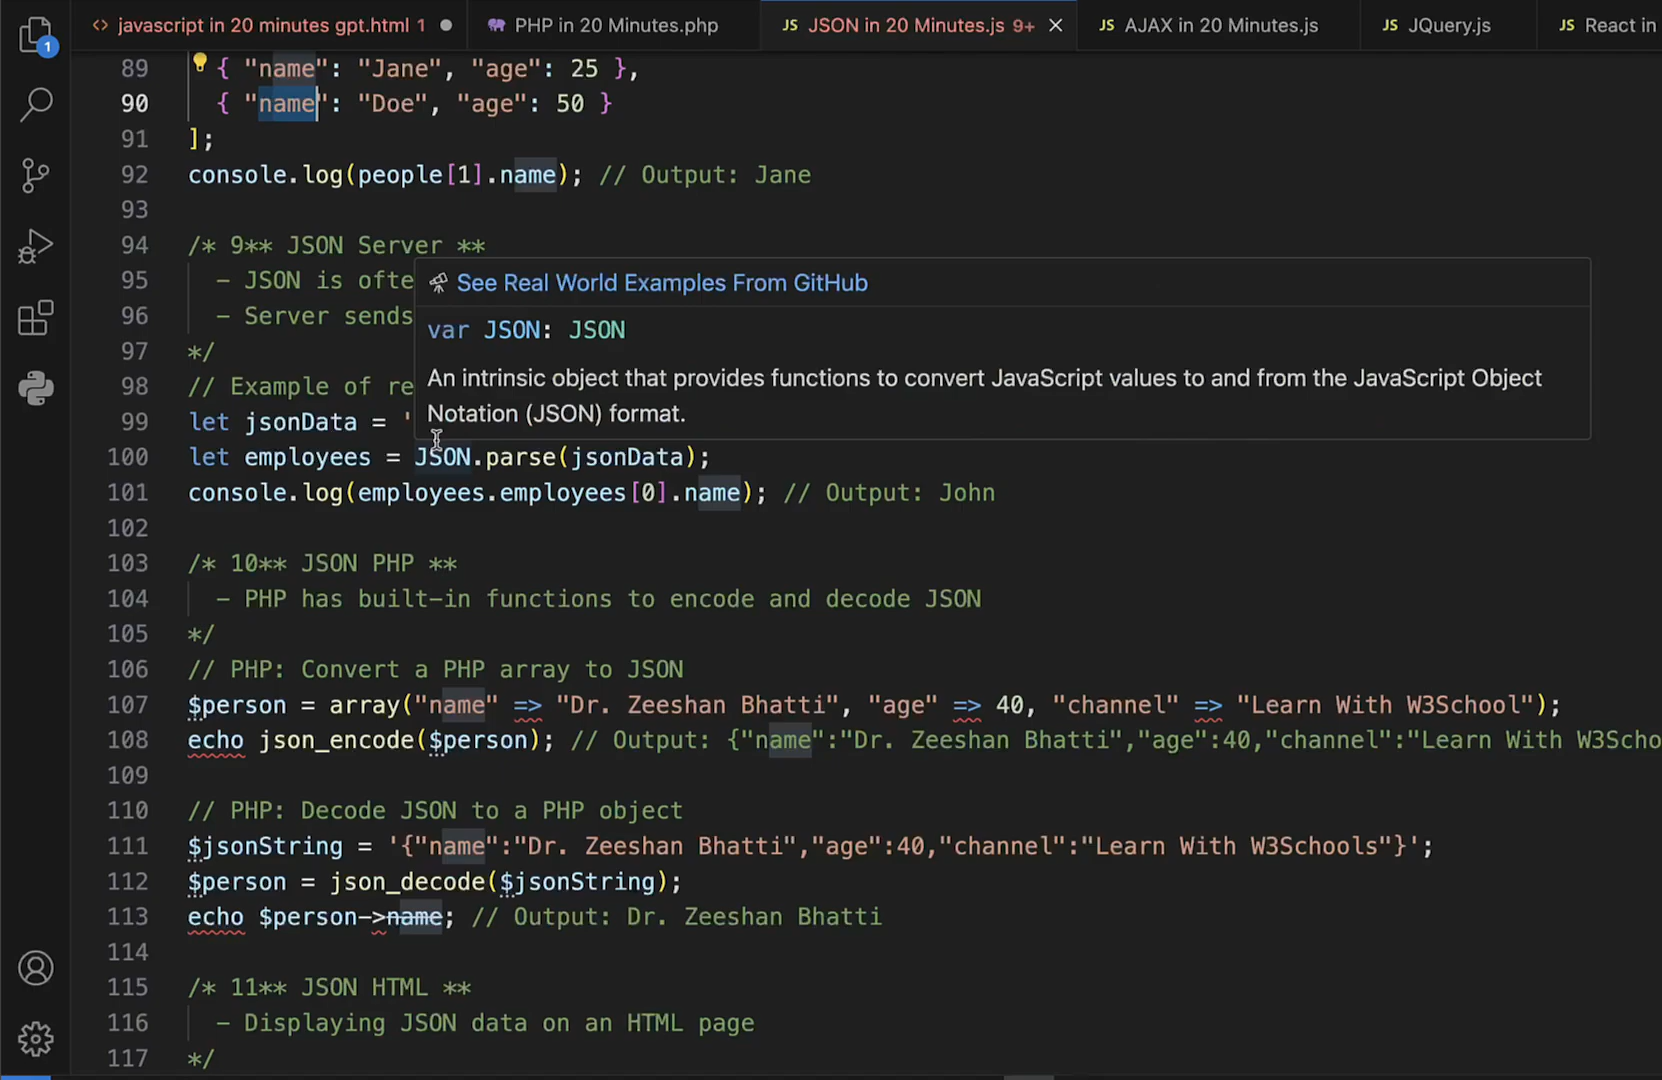 1
javascript in 20 minutes gpt.html 1
PHP in 20 Minutes.php
JS JSON in 20 Minutes.js 9+
JS AJAX in 20 Minutes.js
JS JQuery.js
JS React in
89 { "name": "Jane", "age": 25 },
90 { "name": "Doe", "age": 50 }
91 ];
92 console.log(people[1].name); // Output: Jane
93
94 /* 9** JSON Server **
95 - JSON is ofte
96 - Server sends
97 */
98 // Example of re
99 let jsonData = '
See Real World Examples From GitHub
var JSON: JSON
An intrinsic object that provides functions to convert JavaScript values to and from the JavaScript Object
Notation (JSON) format.
100 let employees = JSON.parse(jsonData);
101 console.log(employees.employees[0].name); // Output: John
102
103 /* 10** JSON PHP **
104 - PHP has built-in functions to encode and decode JSON
105 */
106 // PHP: Convert a PHP array to JSON
107 $person = array("name" => "Dr. Zeeshan Bhatti", "age" => 40, "channel" => "Learn With W3School");
108 echo json_encode($person); // Output: {"name":"Dr. Zeeshan Bhatti","age":40,"channel":"Learn With W3Scho
109
110 // PHP: Decode JSON to a PHP object
111 $jsonString = '{"name":"Dr. Zeeshan Bhatti","age":40,"channel":"Learn With W3Schools"}';
112 $person = json_decode($jsonString);
113 echo $person->name; // Output: Dr. Zeeshan Bhatti
114
115 /* 11** JSON HTML **
116 - Displaying JSON data on an HTML page
117 */